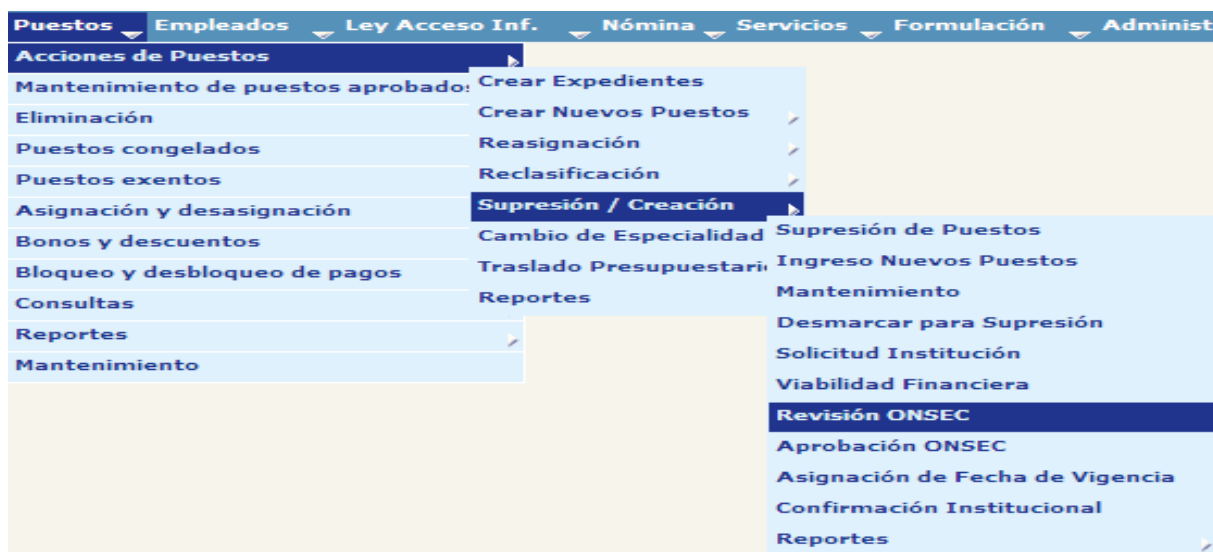 Puestos Empleados Ley Acceso Inf. Nómina Servicios Formulación Administ
Acciones de Puestos
Mantenimiento de puestos aprobados
Eliminación
Puestos congelados
Puestos exentos
Asignación y desasignación
Bonos y descuentos
Bloqueo y desbloqueo de pagos
Consultas
Reportes
Mantenimiento
Crear Expedientes
Crear Nuevos Puestos
Reasignación
Reclasificación
Supresión / Creación
Cambio de Especialidad
Traslado Presupuestari
Reportes
Supresión de Puestos
Ingreso Nuevos Puestos
Mantenimiento
Desmarcar para Supresión
Solicitud Institución
Viabilidad Financiera
Revisión ONSEC
Aprobación ONSEC
Asignación de Fecha de Vigencia
Confirmación Institucional
Reportes